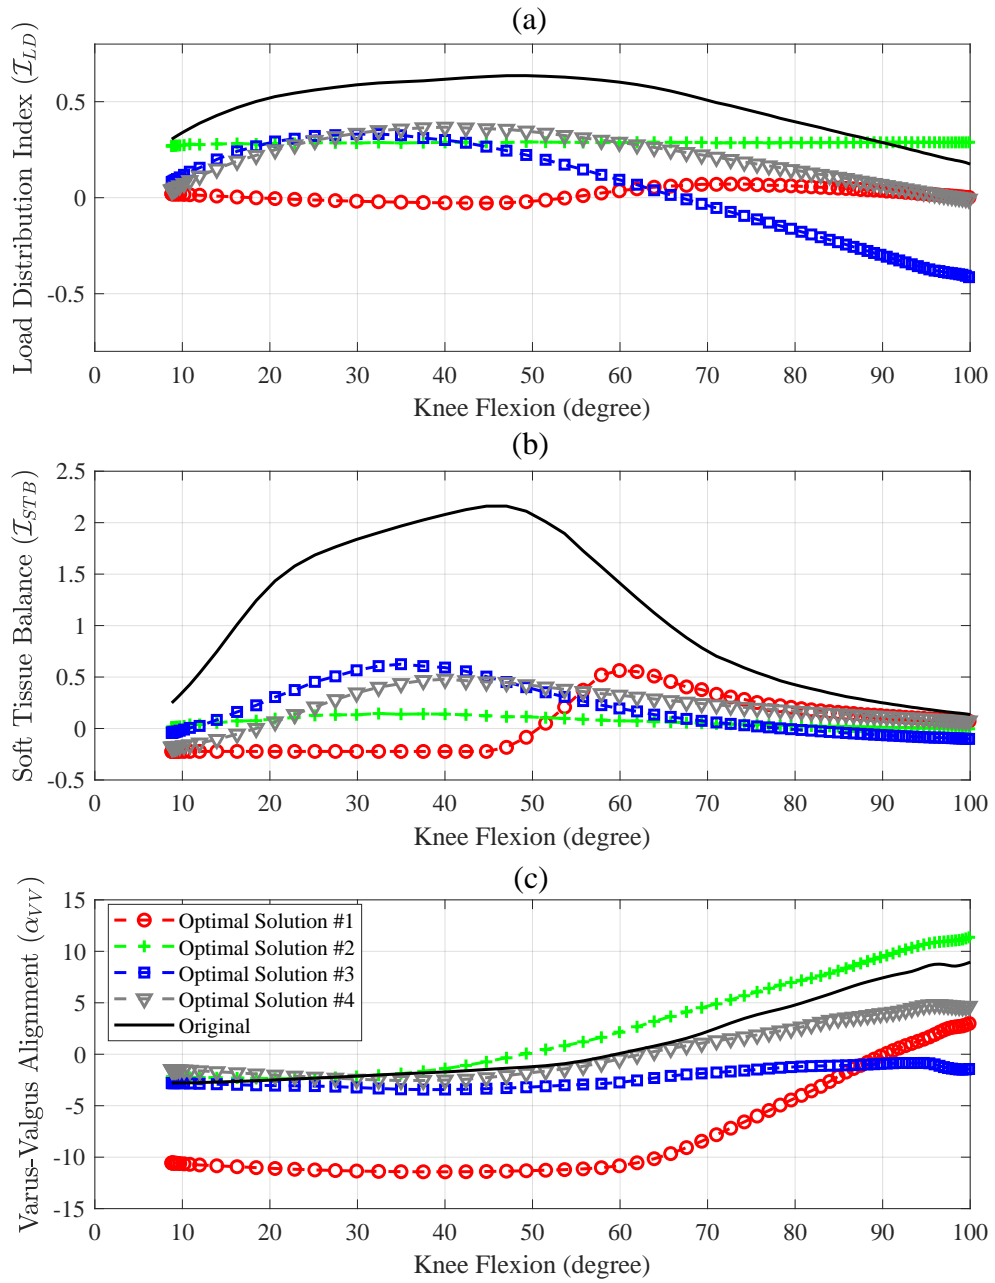 (a)
Load Distribution Index (𝓘_LD)
0.5
0
-0.5
0 10 20 30 40 50 60 70 80 90 100
Knee Flexion (degree)
(b)
Soft Tissue Balance (𝓘_STB)
2.5
2
1.5
1
0.5
0
-0.5
0 10 20 30 40 50 60 70 80 90 100
Knee Flexion (degree)
(c)
Varus-Valgus Alignment (α_VV)
15
10
5
0
-5
-10
-15
Optimal Solution #1
Optimal Solution #2
Optimal Solution #3
Optimal Solution #4
Original
0 10 20 30 40 50 60 70 80 90 100
Knee Flexion (degree)